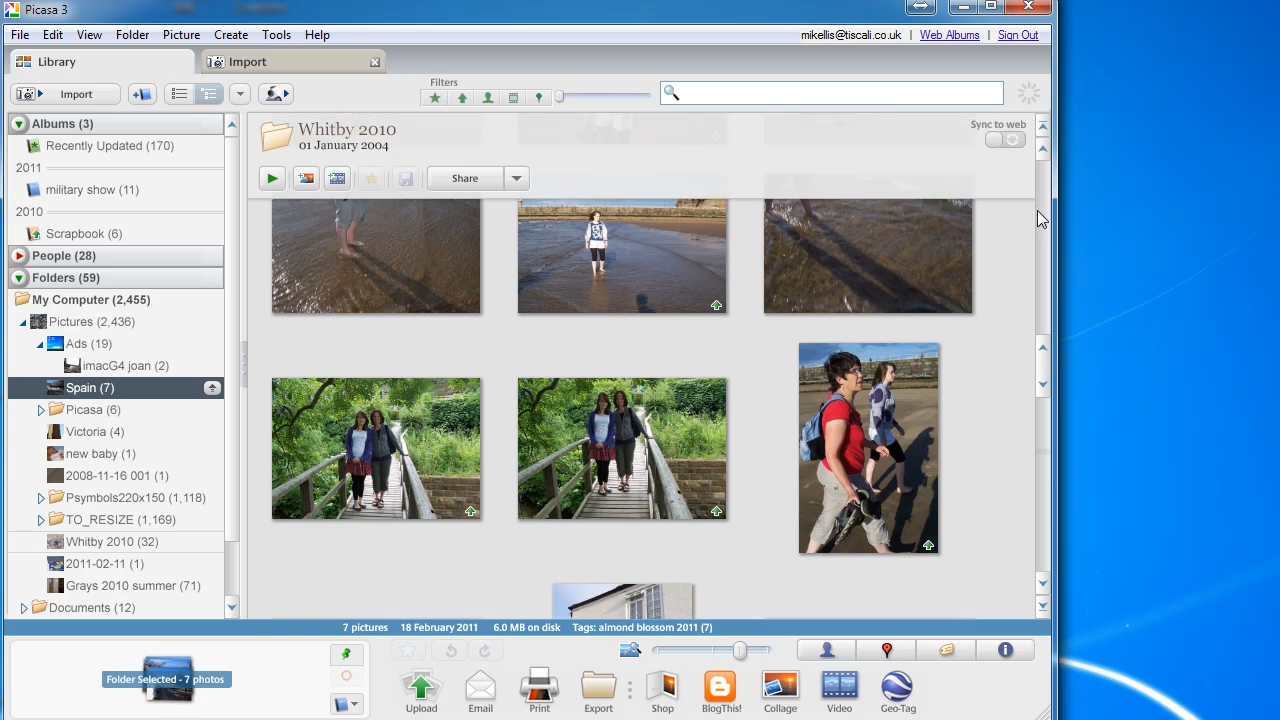 Picasa 3
File Edit View Folder Picture Create Tools Help
mikellis@tiscali.co.uk | Web Albums | Sign Out
Library
Import
Import
Filters
Albums (3)
Recently Updated (170)
2011
military show (11)
2010
Scrapbook (6)
People (28)
Folders (59)
My Computer (2,455)
Pictures (2,436)
Ads (19)
imacG4 joan (2)
Spain (7)
Picasa (6)
Victoria (4)
new baby (1)
2008-11-16 001 (1)
Psymbols220x150 (1,118)
TO_RESIZE (1,169)
Whitby 2010 (32)
2011-02-11 (1)
Grays 2010 summer (71)
Documents (12)
Whitby 2010
01 January 2004
Sync to web
Share
7 pictures 18 February 2011 6.0 MB on disk Tags: almond blossom 2011 (7)
Folder Selected - 7 photos
Upload Email Print Export Shop BlogThis! Collage Video Geo-Tag